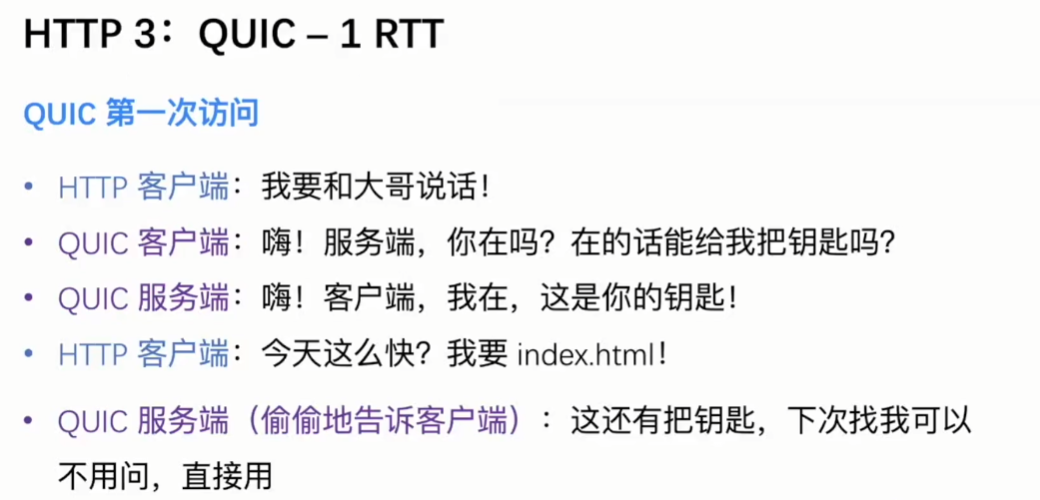 HTTP 3：QUIC – 1 RTT
QUIC 第一次访问
• HTTP 客户端：我要和大哥说话！
• QUIC 客户端：嗨！服务端，你在吗？在的话能给我把钥匙吗？
• QUIC 服务端：嗨！客户端，我在，这是你的钥匙！
• HTTP 客户端：今天这么快？我要 index.html！
• QUIC 服务端（偷偷地告诉客户端）：这还有把钥匙，下次找我可以
不用问，直接用